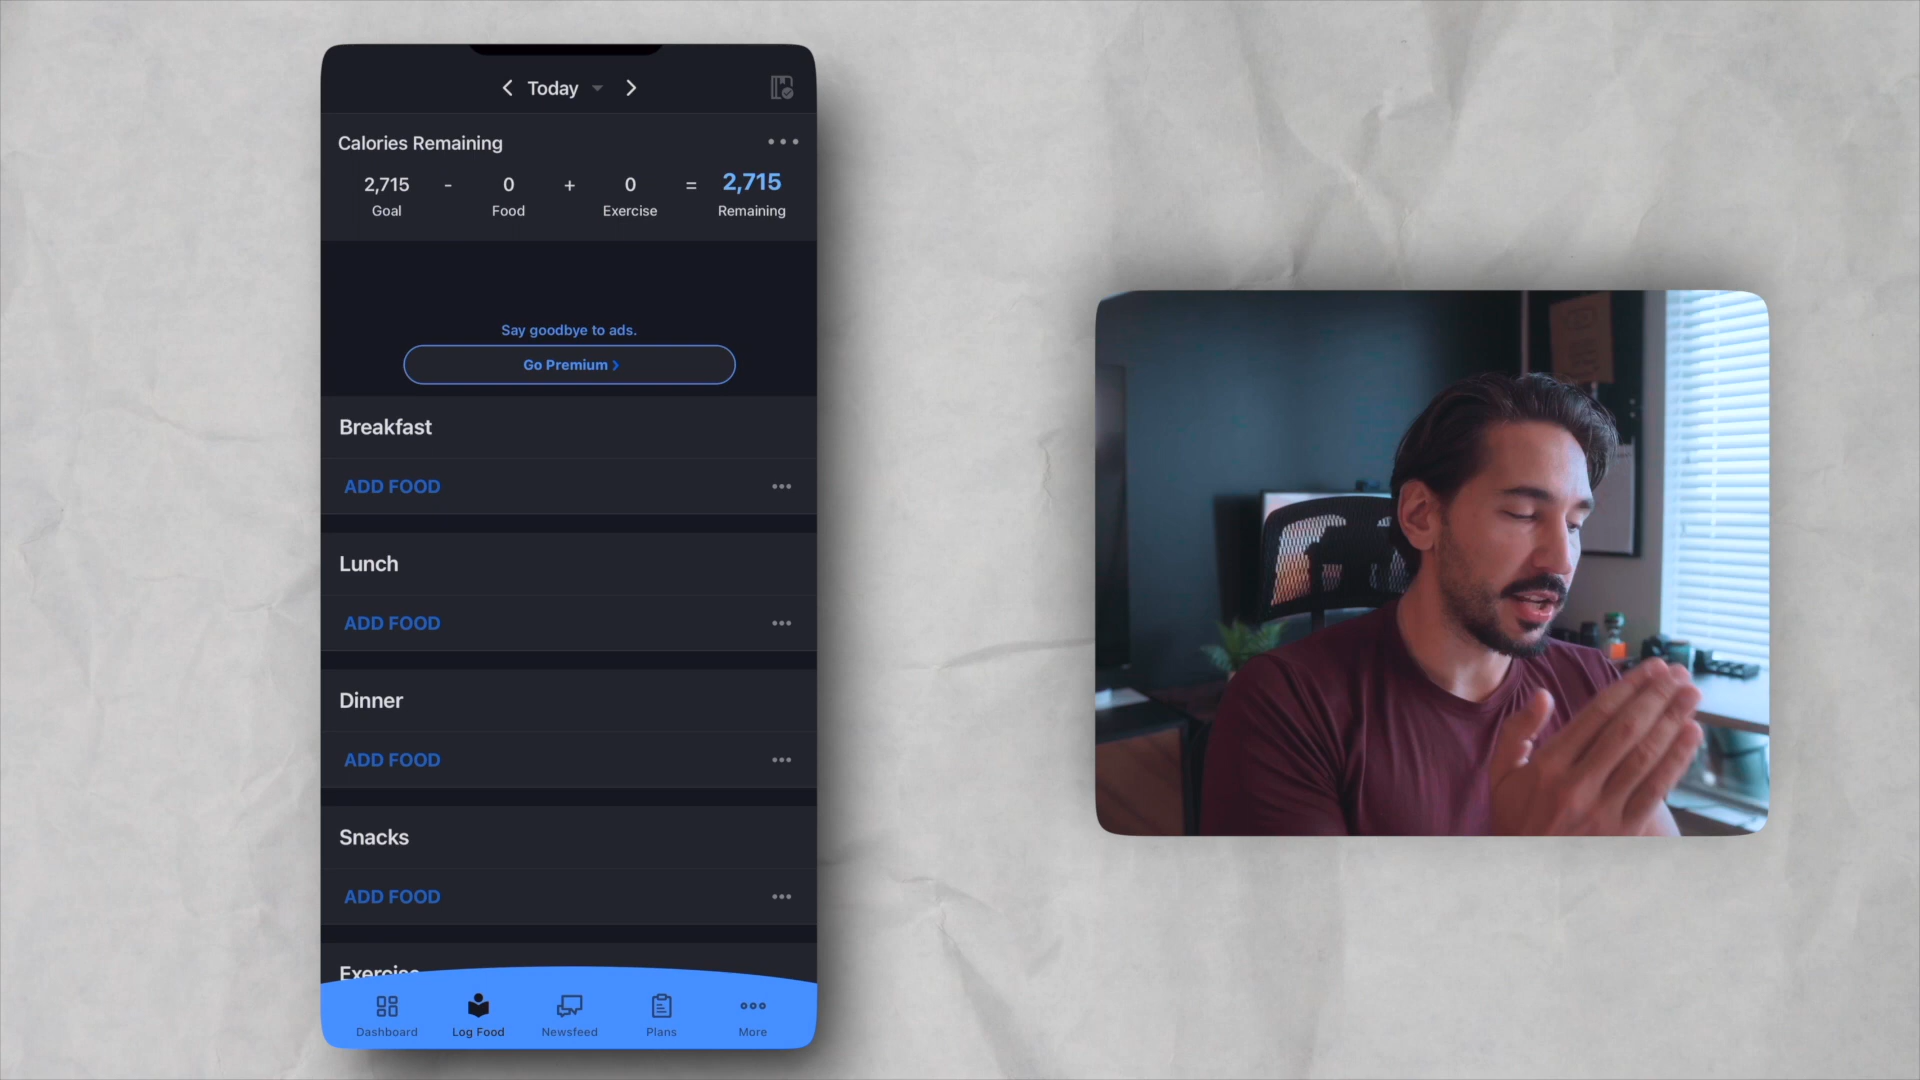 Today
Calories Remaining
2,715 - 0 + 0 = 2,715
Goal Food Exercise Remaining
Say goodbye to ads.
Go Premium >
Breakfast
ADD FOOD
Lunch
ADD FOOD
Dinner
ADD FOOD
Snacks
ADD FOOD
Exercise
Dashboard Log Food Newsfeed Plans More